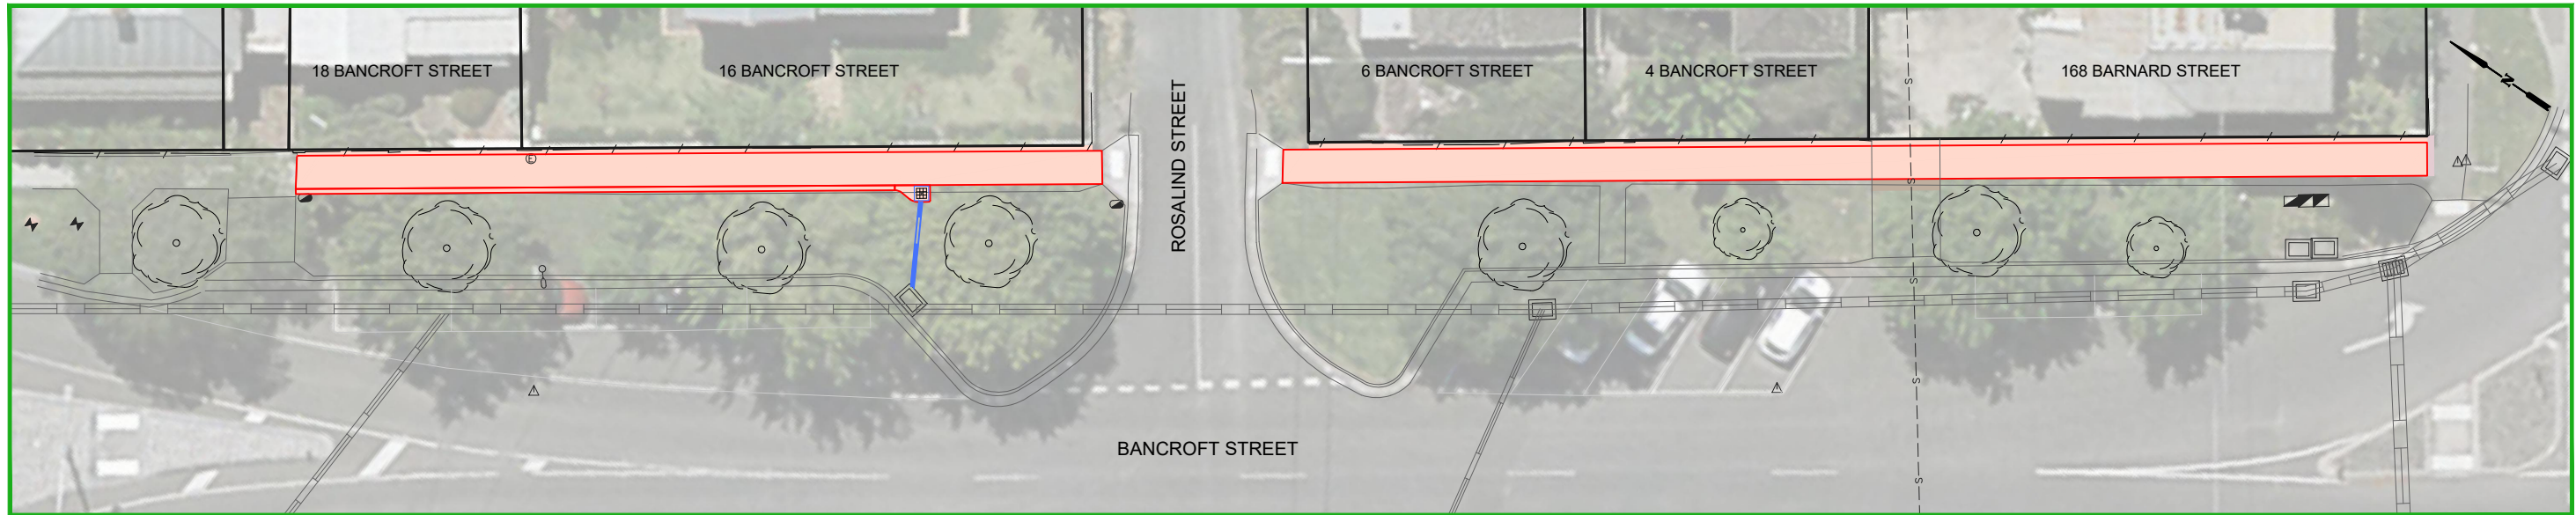 18 BANCROFT STREET
16 BANCROFT STREET
6 BANCROFT STREET
4 BANCROFT STREET
168 BARNARD STREET
N
E
ROSALIND STREET
S
S
S
S
S
BANCROFT STREET